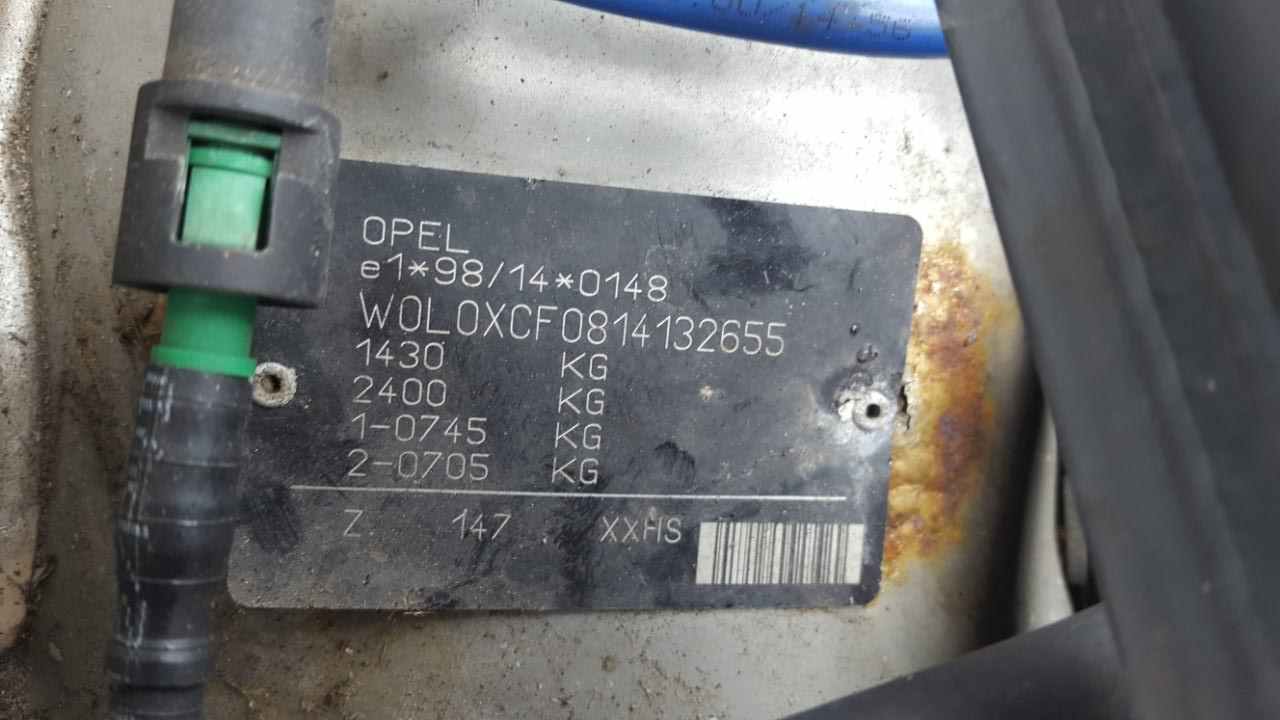 OPEL
e1*98/14*0148
W0L0XCF0814132655
1430 KG
2400 KG
1-0745 KG
2-0705 KG
Z 147 XXHS